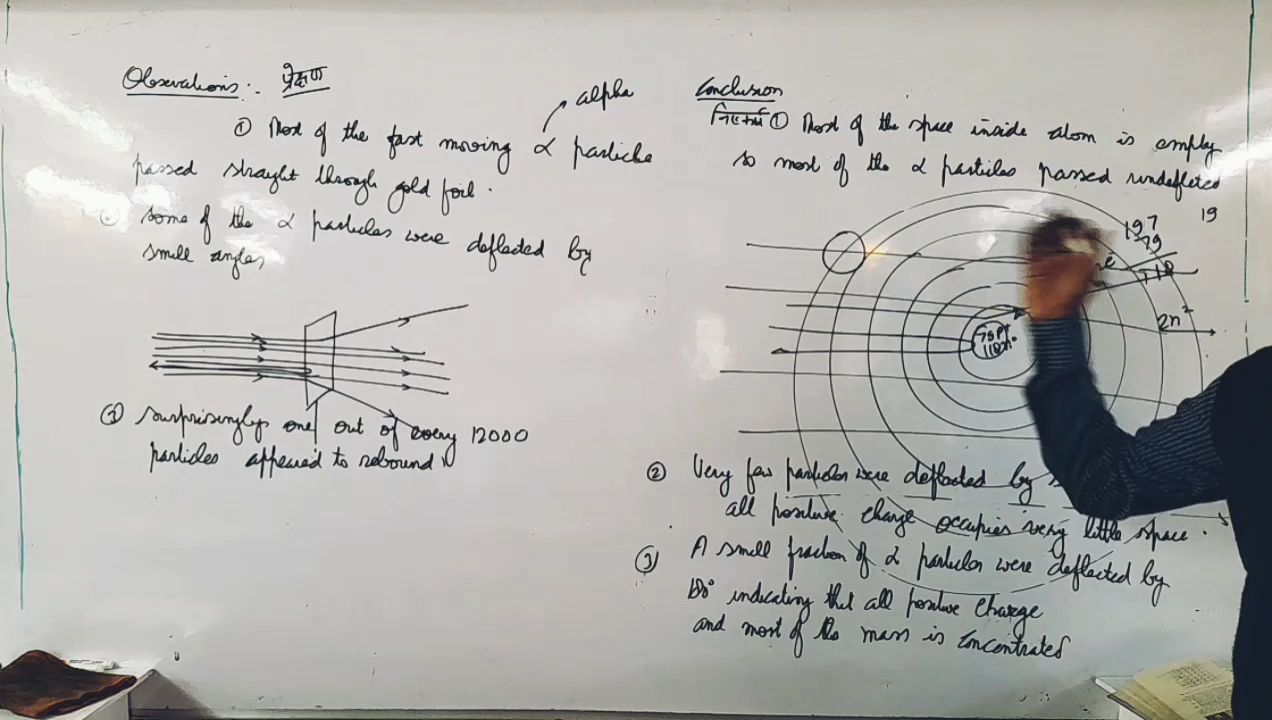 Observations :- प्रेक्षण
① Most of the fast moving α particles
alpha
passed straight through gold foil.
some of the α particles were deflected by
small angles
③ surprisingly one out of every 12000
particles appeared to rebound
Conclusion
निष्कर्ष ① Most of the space inside atom is empty
so most of the α particles passed undeflected
19
197
79
118
2n²
② Very few particles were deflected by
all positive charge occupies very little space.
③ A small fraction of α particles were deflected by
180° indicating that all positive charge
and most of the mass is concentrated